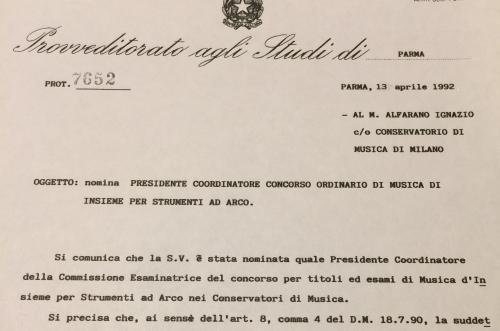 Provveditorato agli Studi di PARMA
PROT. 7652
PARMA, 13 aprile 1992
- AL M. ALFARANO IGNAZIO
c/o CONSERVATORIO DI
MUSICA DI MILANO
OGGETTO: nomina PRESIDENTE COORDINATORE CONCORSO ORDINARIO DI MUSICA DI
INSIEME PER STRUMENTI AD ARCO.
Si comunica che la S.V. è stata nominata quale Presidente Coordinatore
della Commissione Esaminatrice del concorso per titoli ed esami di Musica d'In
sieme per Strumenti ad Arco nei Conservatori di Musica.
Si precisa che, ai sensè dell'art. 8, comma 4 del D.M. 18.7.90, la suddet